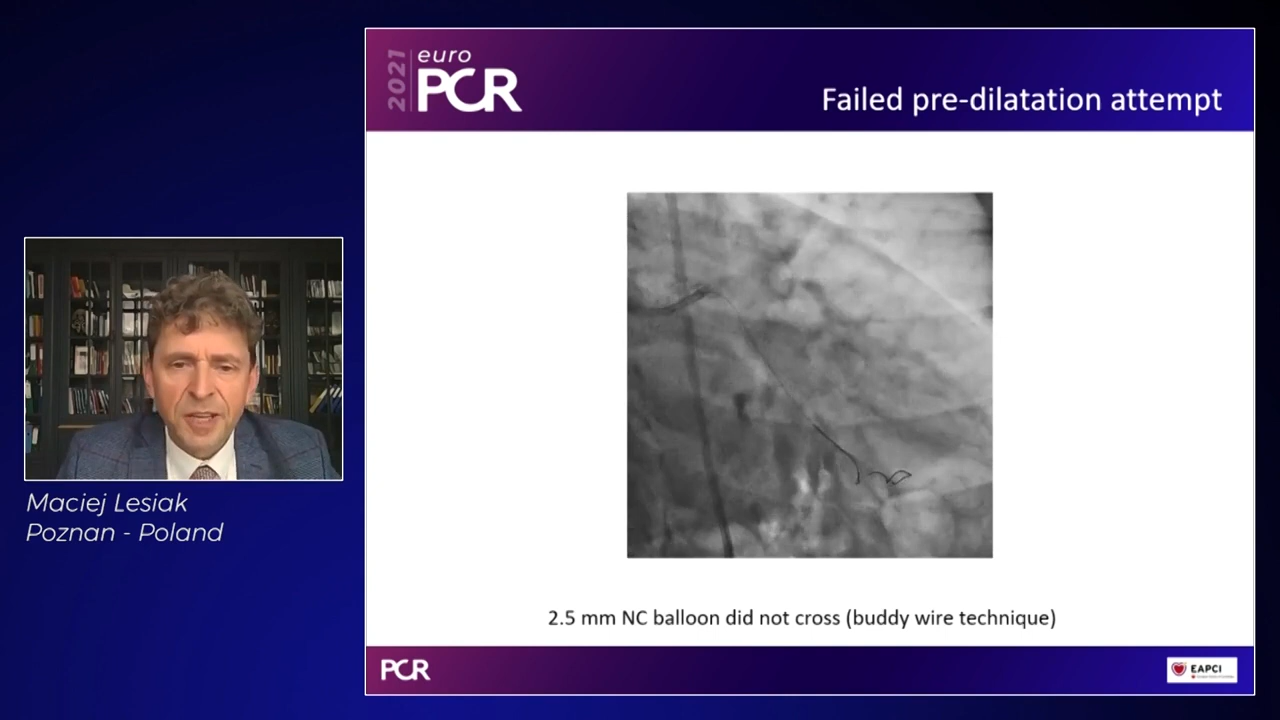 2021
euro
PCR
Failed pre-dilatation attempt
Maciej Lesiak
Poznan - Poland
2.5 mm NC balloon did not cross (buddy wire technique)
PCR
EAPCI